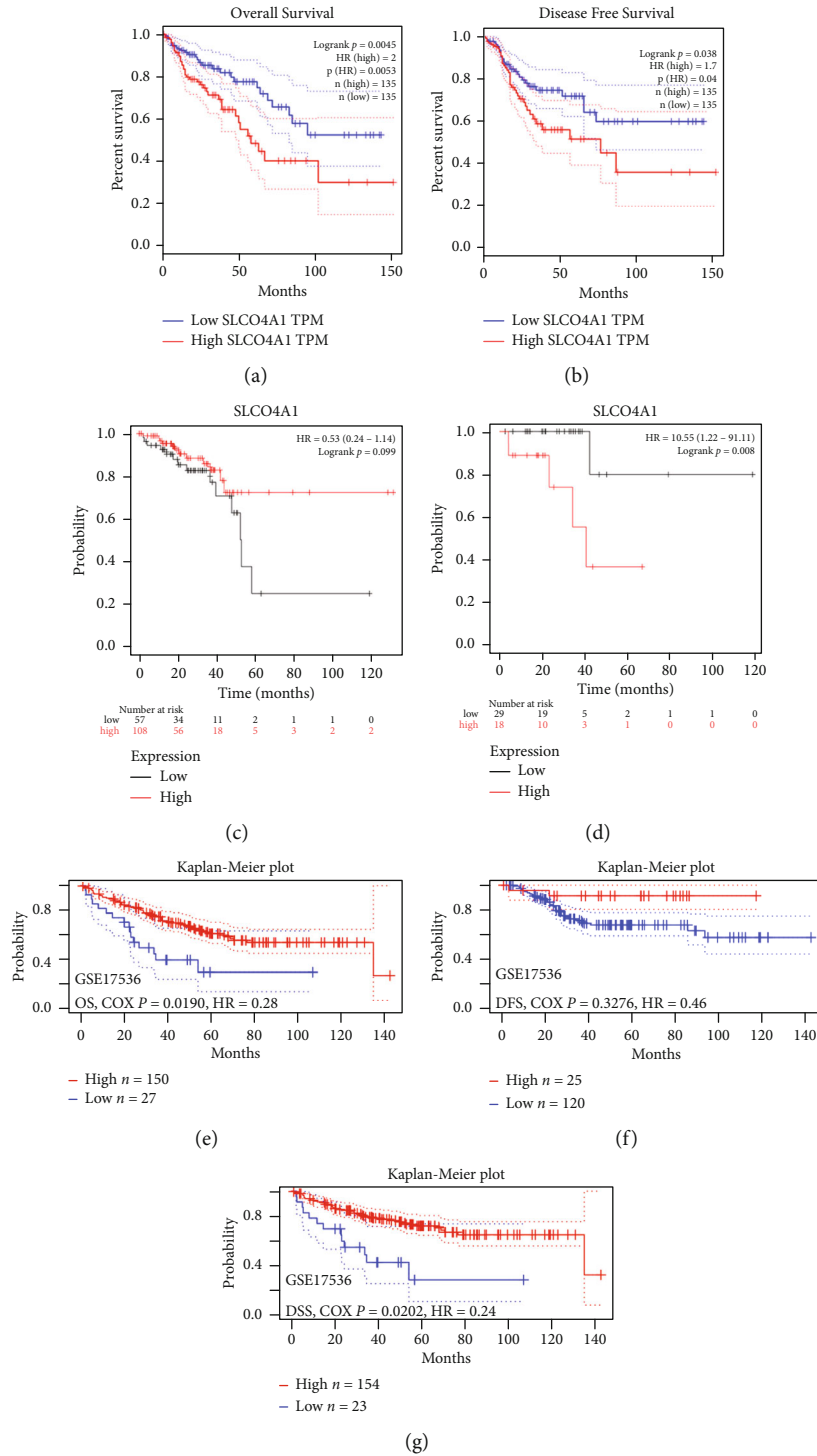 Overall Survival
Logrank p = 0.0045
HR (high) = 2
p (HR) = 0.0053
n (high) = 135
n (low) = 135
Percent survival
1.0
0.8
0.6
0.4
0.2
0.0
0 50 100 150
Months
Low SLCO4A1 TPM
High SLCO4A1 TPM
(a)
Disease Free Survival
Logrank p = 0.038
HR (high) = 1.7
p (HR) = 0.04
n (high) = 135
n (low) = 135
Percent survival
1.0
0.8
0.6
0.4
0.2
0.0
0 50 100 150
Months
Low SLCO4A1 TPM
High SLCO4A1 TPM
(b)
SLCO4A1
HR = 0.53 (0.24 – 1.14)
Logrank p = 0.099
Probability
1.0
0.8
0.6
0.4
0.2
0.0
0 20 40 60 80 100 120
Time (months)
Number at risk
low 57 34 11 2 1 1 0
high 108 56 18 5 3 2 2
Expression
Low
High
(c)
SLCO4A1
HR = 10.55 (1.22 – 91.11)
Logrank p = 0.008
Probability
1.0
0.8
0.6
0.4
0.2
0.0
0 20 40 60 80 100 120
Time (months)
Number at risk
low 29 19 5 2 1 1 0
high 18 10 3 1 0 0 0
Expression
Low
High
(d)
Kaplan-Meier plot
Probability
0.8
0.4
0.0
GSE17536
OS, COX P = 0.0190, HR = 0.28
0 20 40 60 80 100 120 140
Months
High n = 150
Low n = 27
(e)
Kaplan-Meier plot
Probability
0.8
0.4
0.0
GSE17536
DFS, COX P = 0.3276, HR = 0.46
0 20 40 60 80 100 120 140
Months
High n = 25
Low n = 120
(f)
Kaplan-Meier plot
Probability
0.8
0.4
0.0
GSE17536
DSS, COX P = 0.0202, HR = 0.24
0 20 40 60 80 100 120 140
Months
High n = 154
Low n = 23
(g)